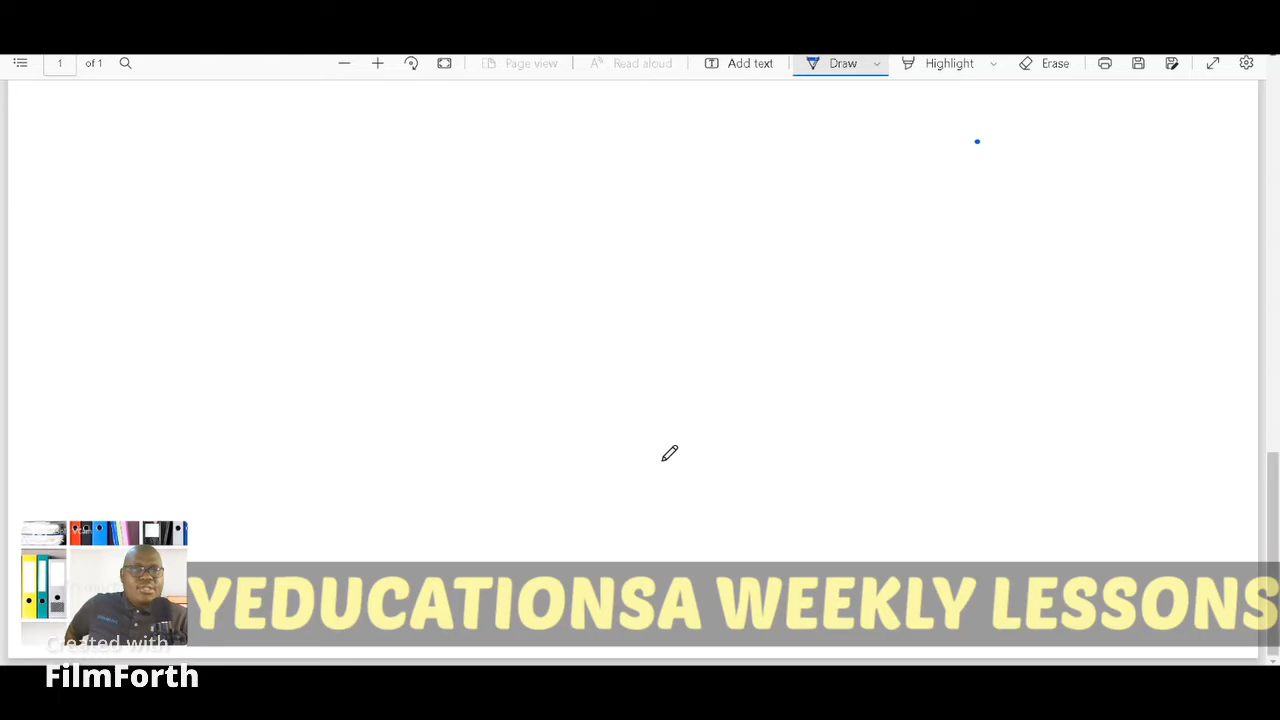 1 of 1 Page view Read aloud Add text Draw Highlight Erase
YEDUCATIONSA WEEKLY LESSONS
Created with
FilmForth